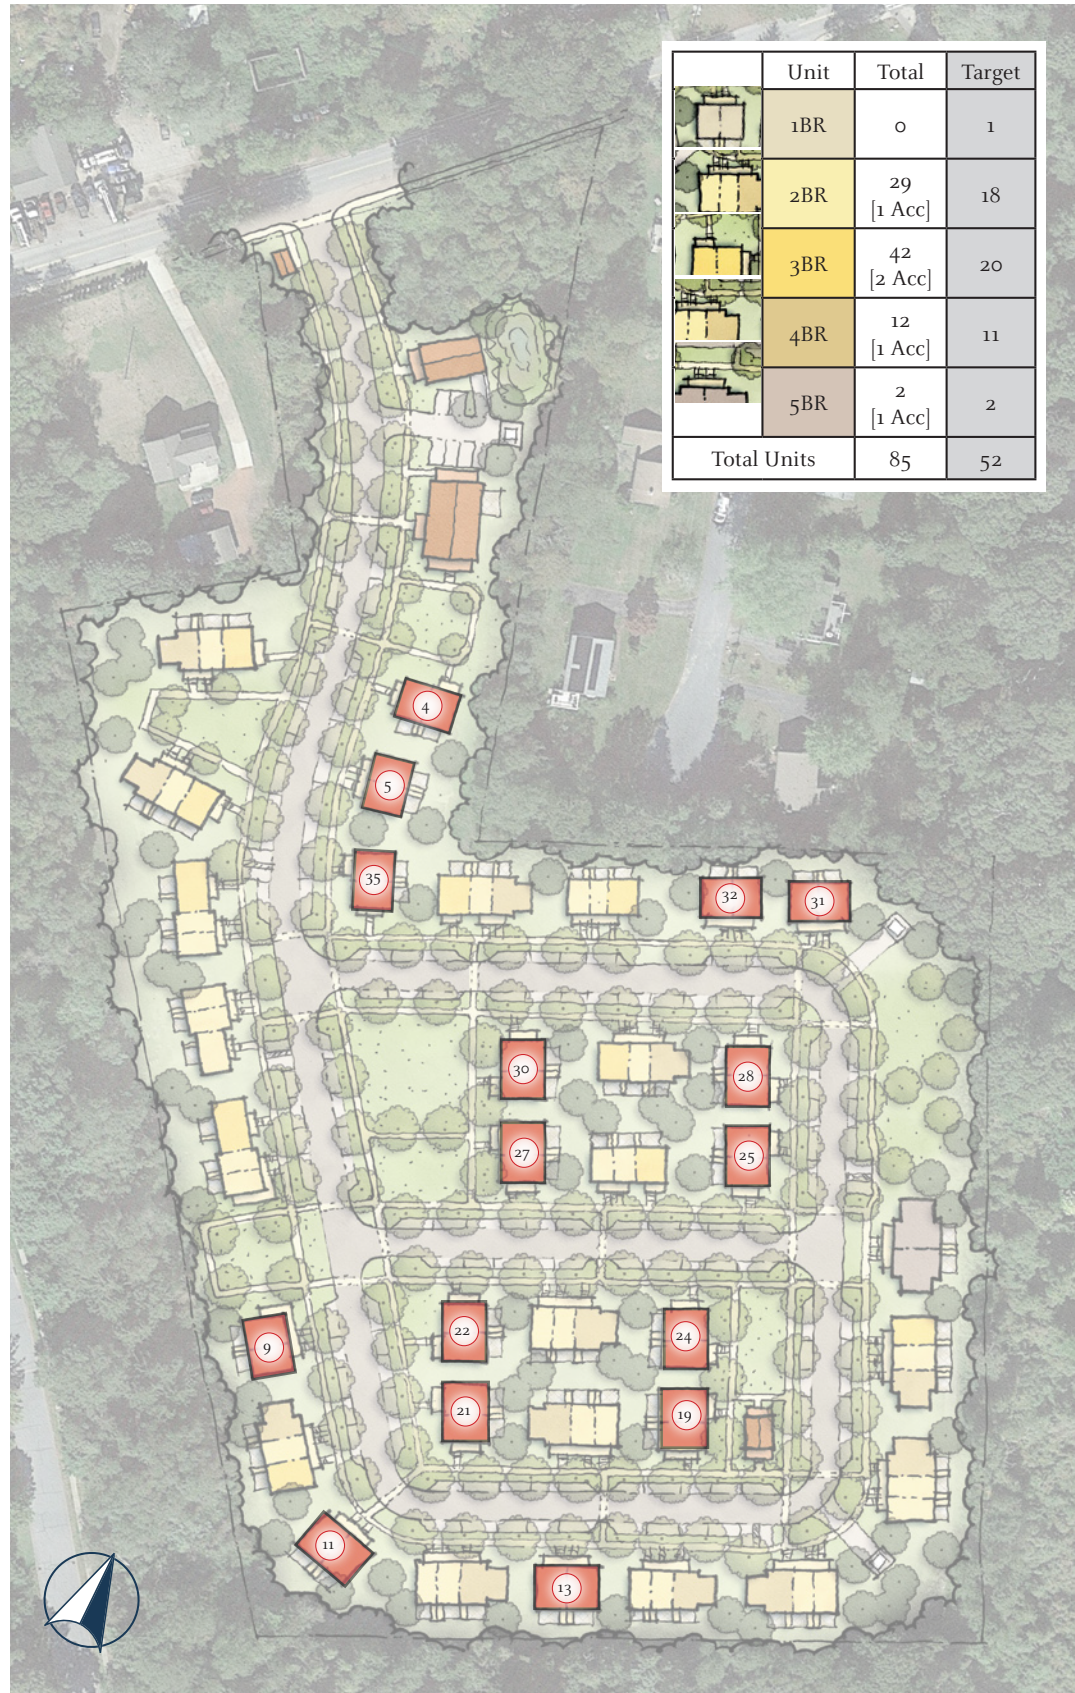 Unit Total Target
1BR 0 1
2BR 29 [1 Acc] 18
3BR 42 [2 Acc] 20
4BR 12 [1 Acc] 11
5BR 2 [1 Acc] 2
Total Units 85 52
4
5
35
32
31
30
28
27
25
22
24
9
21
19
11
13